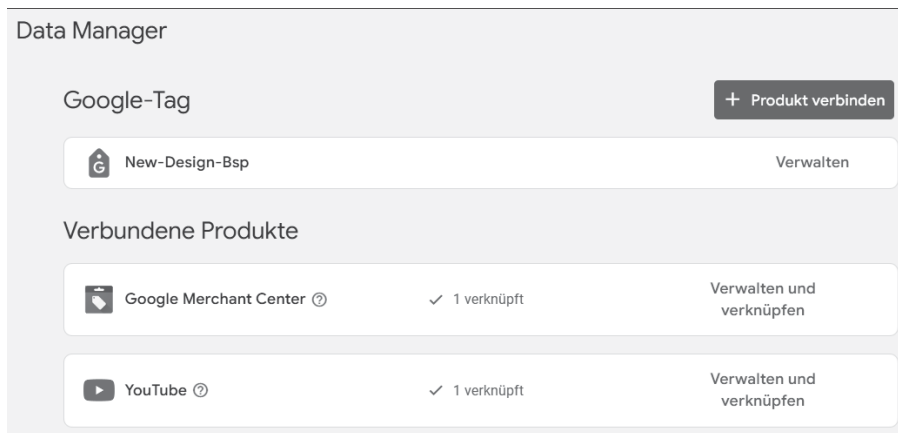 Data Manager
Google-Tag
+ Produkt verbinden
New-Design-Bsp
Verwalten
Verbundene Produkte
Google Merchant Center
1 verknüpft
Verwalten und
verknüpfen
YouTube
1 verknüpft
Verwalten und
verknüpfen